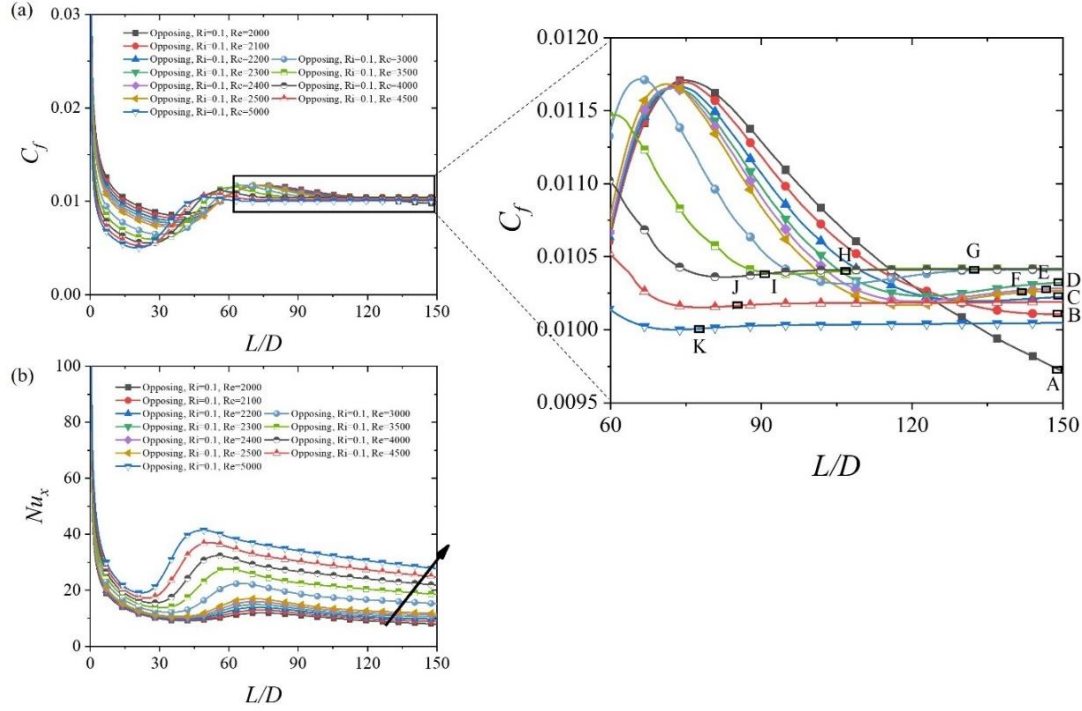 (a)
Opposing, Ri=0.1, Re=2000
Opposing, Ri=0.1, Re=2100
Opposing, Ri=0.1, Re=2200
Opposing, Ri=0.1, Re=3000
Opposing, Ri=0.1, Re=2300
Opposing, Ri=0.1, Re=3500
Opposing, Ri=0.1, Re=2400
Opposing, Ri=0.1, Re=4000
Opposing, Ri=0.1, Re=2500
Opposing, Ri=0.1, Re=4500
Opposing, Ri=0.1, Re=5000
0.03
0.02
0.01
0.00
Cf
0 30 60 90 120 150
L/D
0.0120
0.0115
0.0110
0.0105
0.0100
0.0095
Cf
G
H
E
F
D
J
I
C
B
K
A
60 90 120 150
L/D
(b)
Opposing, Ri=0.1, Re=2000
Opposing, Ri=0.1, Re=2100
Opposing, Ri=0.1, Re=2200
Opposing, Ri=0.1, Re=3000
Opposing, Ri=0.1, Re=2300
Opposing, Ri=0.1, Re=3500
Opposing, Ri=0.1, Re=2400
Opposing, Ri=0.1, Re=4000
Opposing, Ri=0.1, Re=2500
Opposing, Ri=0.1, Re=4500
Opposing, Ri=0.1, Re=5000
100
80
60
40
20
0
Nux
0 30 60 90 120 150
L/D